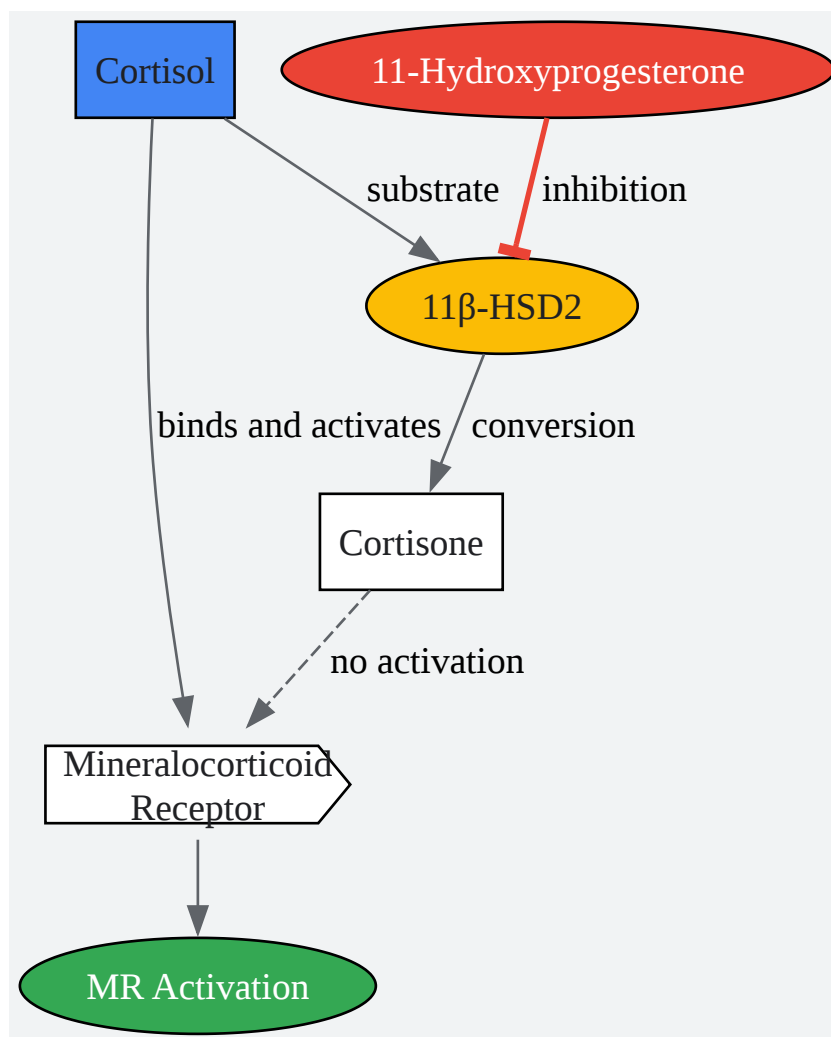 Cortisol
11-Hydroxyprogesterone
substrate
inhibition
11β-HSD2
binds and activates
conversion
Cortisone
no activation
Mineralocorticoid
Receptor
MR Activation